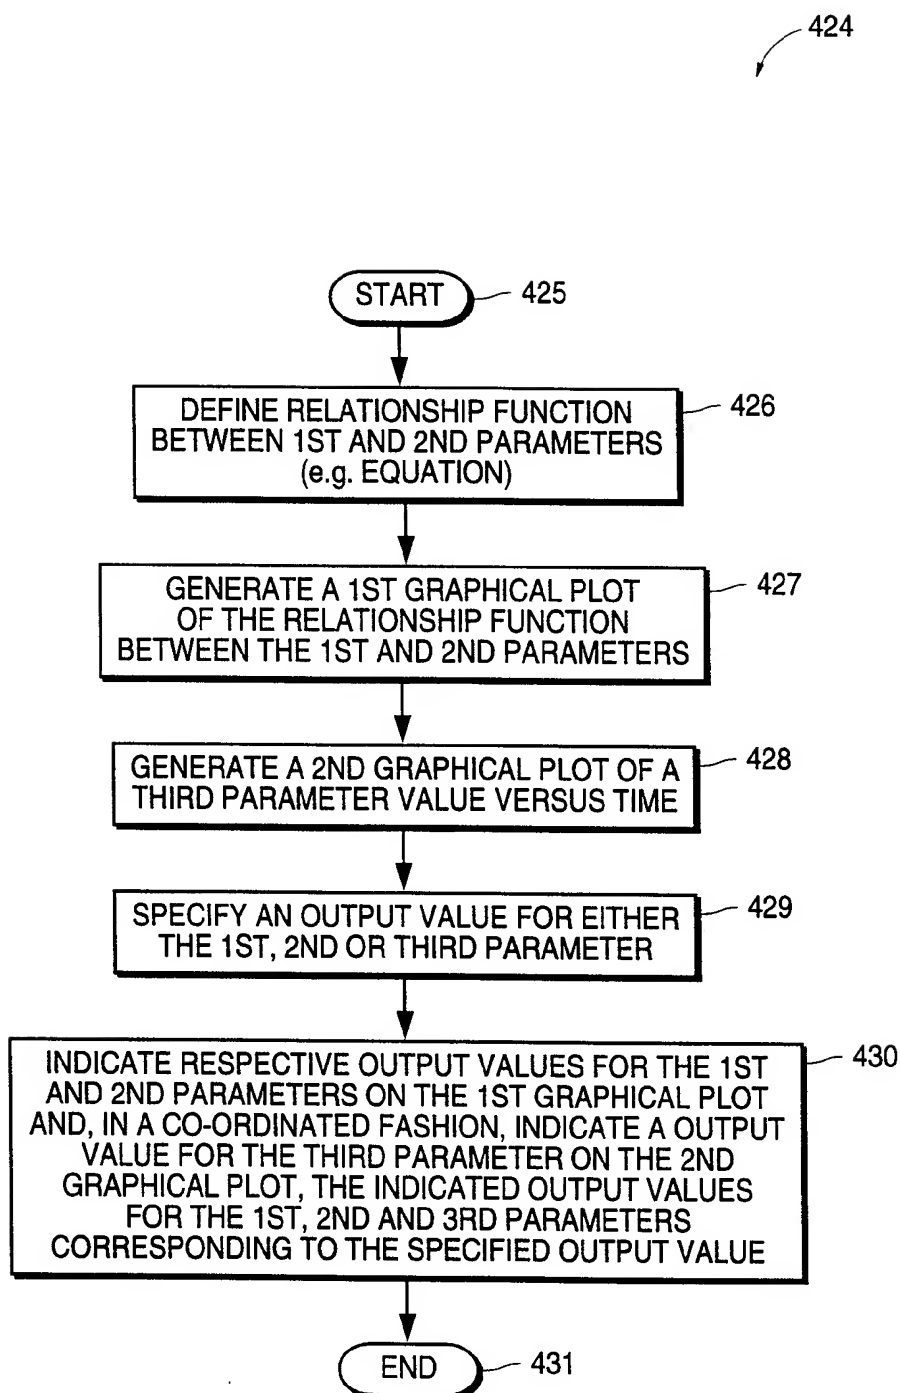 424
START
425
DEFINE RELATIONSHIP FUNCTION
BETWEEN 1ST AND 2ND PARAMETERS
(e.g. EQUATION)
426
GENERATE A 1ST GRAPHICAL PLOT
OF THE RELATIONSHIP FUNCTION
BETWEEN THE 1ST AND 2ND PARAMETERS
427
GENERATE A 2ND GRAPHICAL PLOT OF A
THIRD PARAMETER VALUE VERSUS TIME
428
SPECIFY AN OUTPUT VALUE FOR EITHER
THE 1ST, 2ND OR THIRD PARAMETER
429
INDICATE RESPECTIVE OUTPUT VALUES FOR THE 1ST
AND 2ND PARAMETERS ON THE 1ST GRAPHICAL PLOT
AND, IN A CO-ORDINATED FASHION, INDICATE A OUTPUT
VALUE FOR THE THIRD PARAMETER ON THE 2ND
GRAPHICAL PLOT, THE INDICATED OUTPUT VALUES
FOR THE 1ST, 2ND AND 3RD PARAMETERS
CORRESPONDING TO THE SPECIFIED OUTPUT VALUE
430
END
431